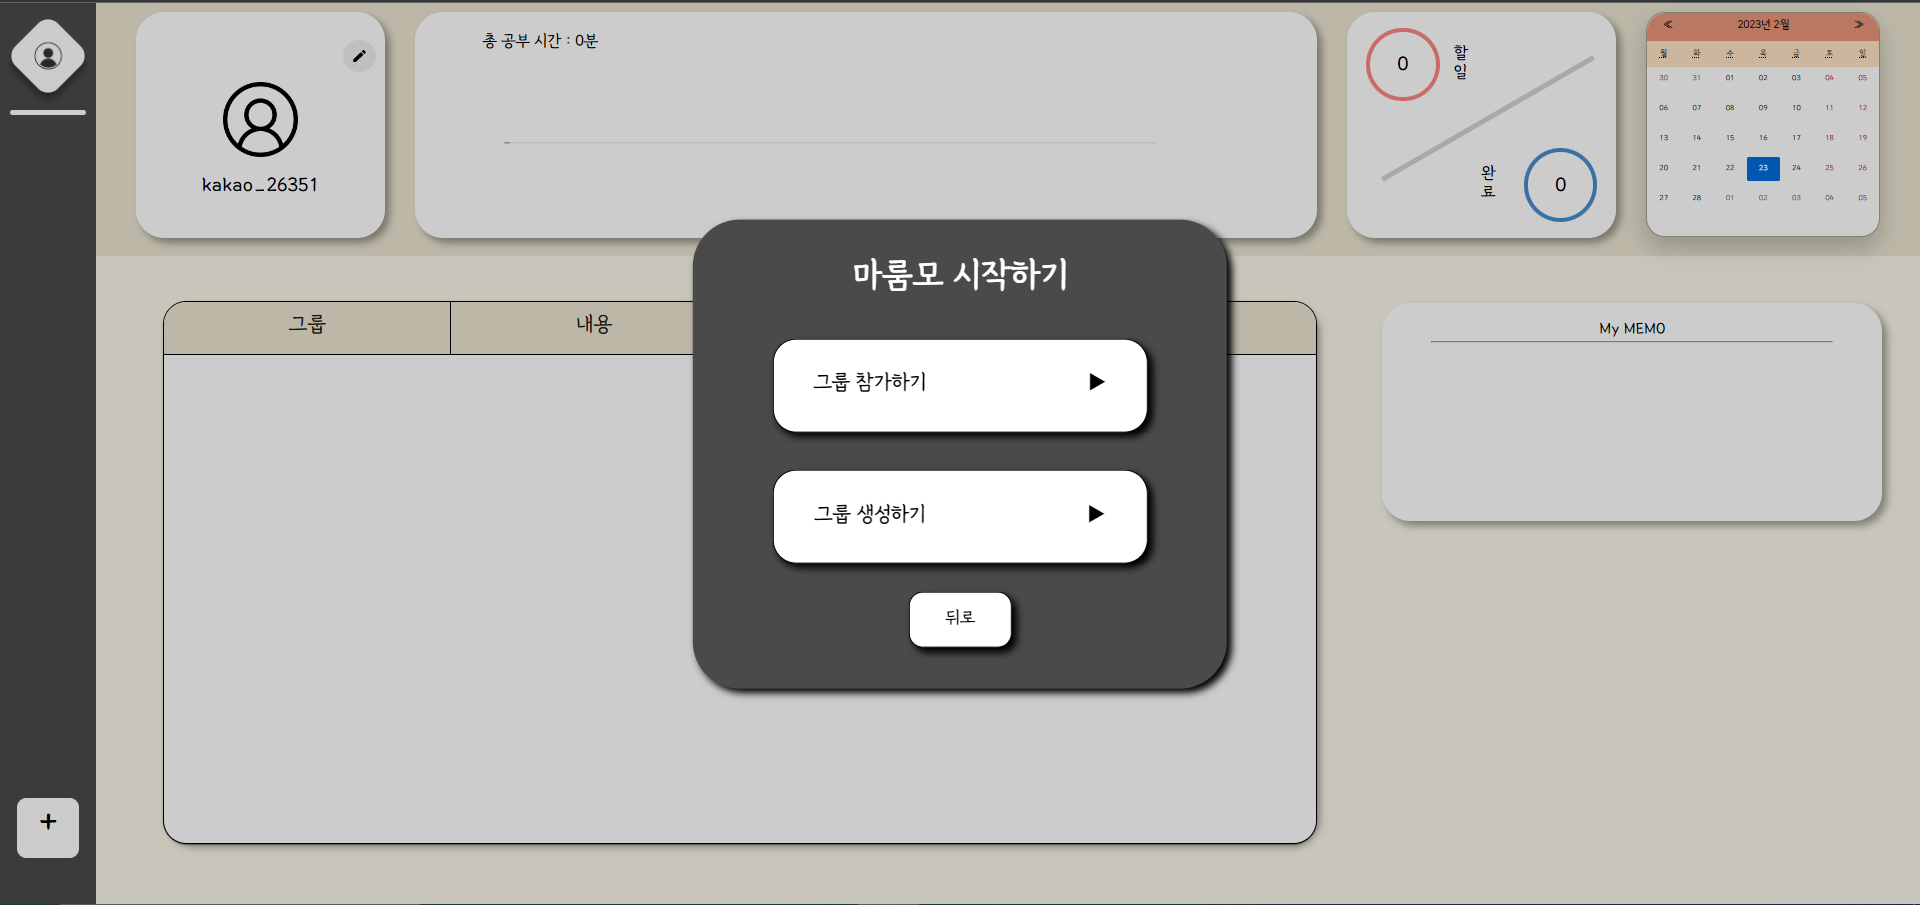 kakao_26351
총 공부 시간 : 0분
0
할
일
완
료
0
≪ 2023년 2월 ≫
월 화 수 목 금 토 일
30 31 01 02 03 04 05
06 07 08 09 10 11 12
13 14 15 16 17 18 19
20 21 22 23 24 25 26
27 28 01 02 03 04 05
마룸모 시작하기
그룹 참가하기 ▶
그룹 생성하기 ▶
뒤로
그룹 내용
My MEMO
+